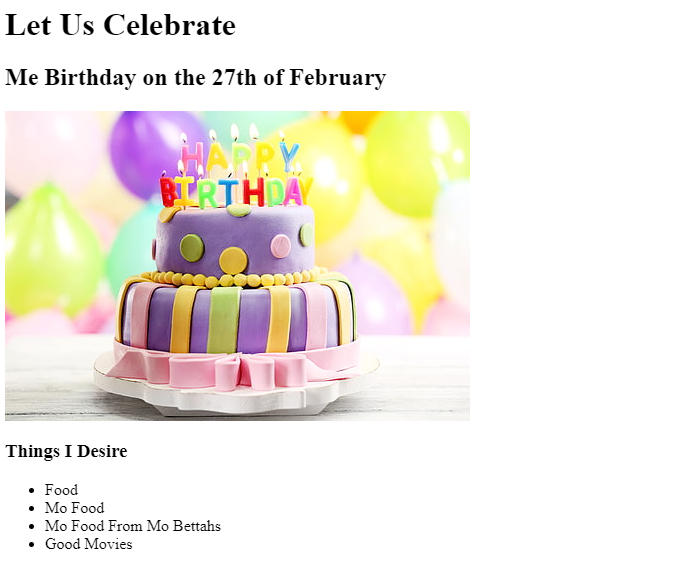 Let Us Celebrate
Me Birthday on the 27th of February
HAPPY
BIRTHDAY
Things I Desire
Food
Mo Food
Mo Food From Mo Bettahs
Good Movies